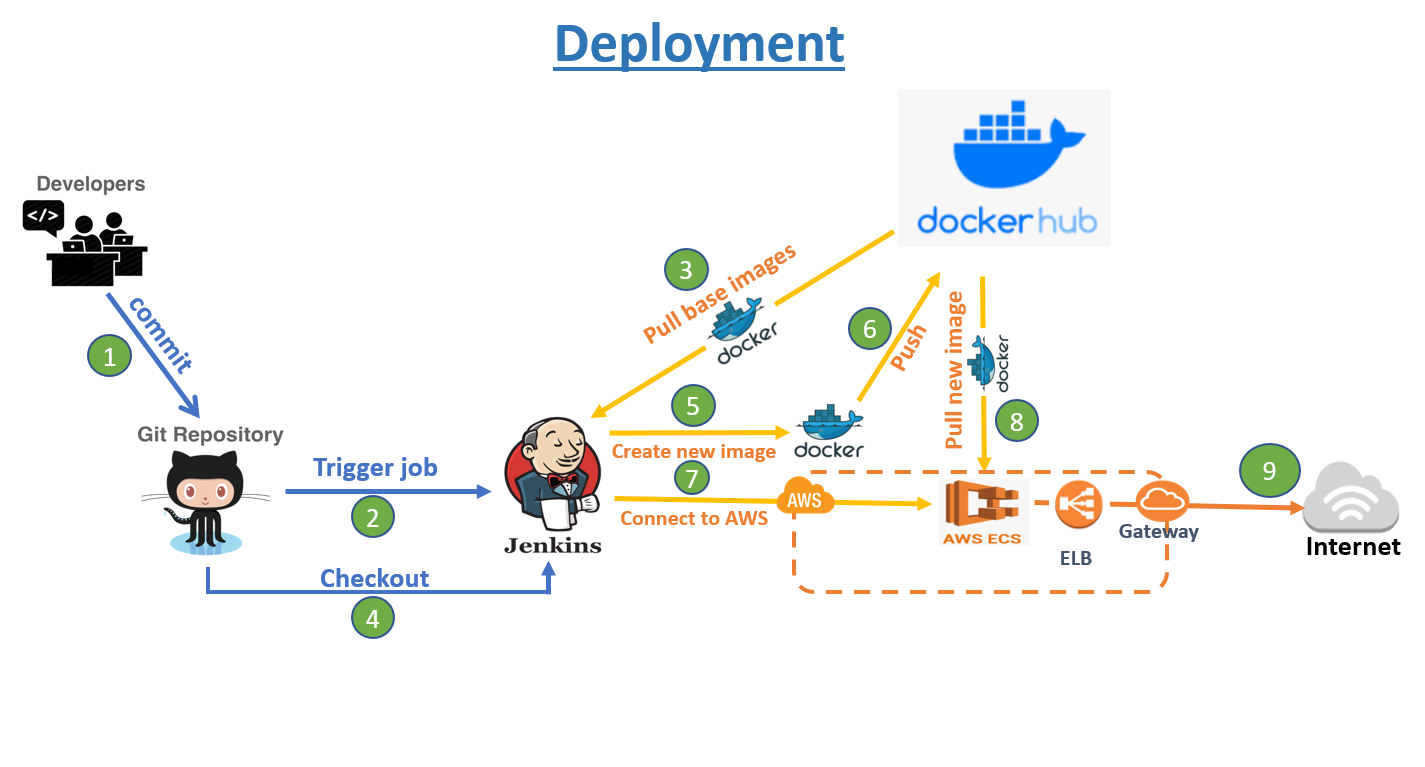 Deployment
dockerhub
Developers
</>
3
Pull base images
docker
commit
1
6
Push
Pull new image
docker
8
5
Create new image
docker
Git Repository
Trigger job
2
Jenkins
7
Connect to AWS
AWS
AWS ECS
ELB
Gateway
9
Internet
Checkout
4